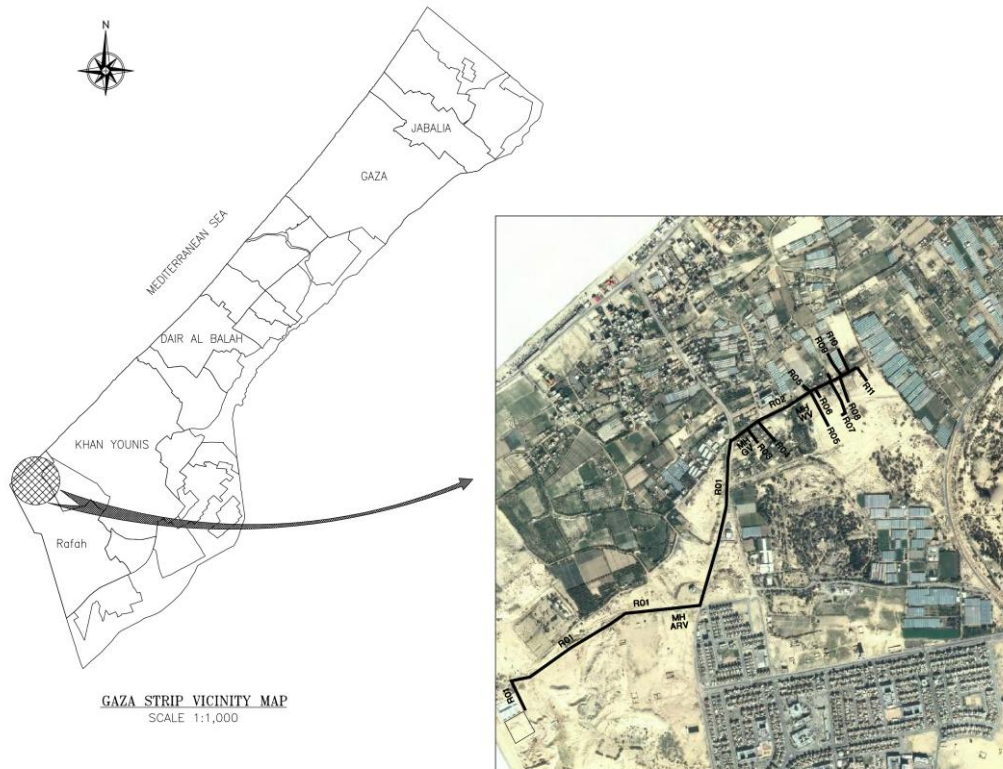 N
JABALIA
GAZA
MEDITERRANEAN SEA
DAIR AL BALAH
KHAN YOUNIS
Rafah
GAZA STRIP VICINITY MAP
SCALE 1:1,000
R10
R09
R11
R05
R02
R06
R08
R07
R05
R04
R03
MH
R01
R01
MH
ARV
R01
R01